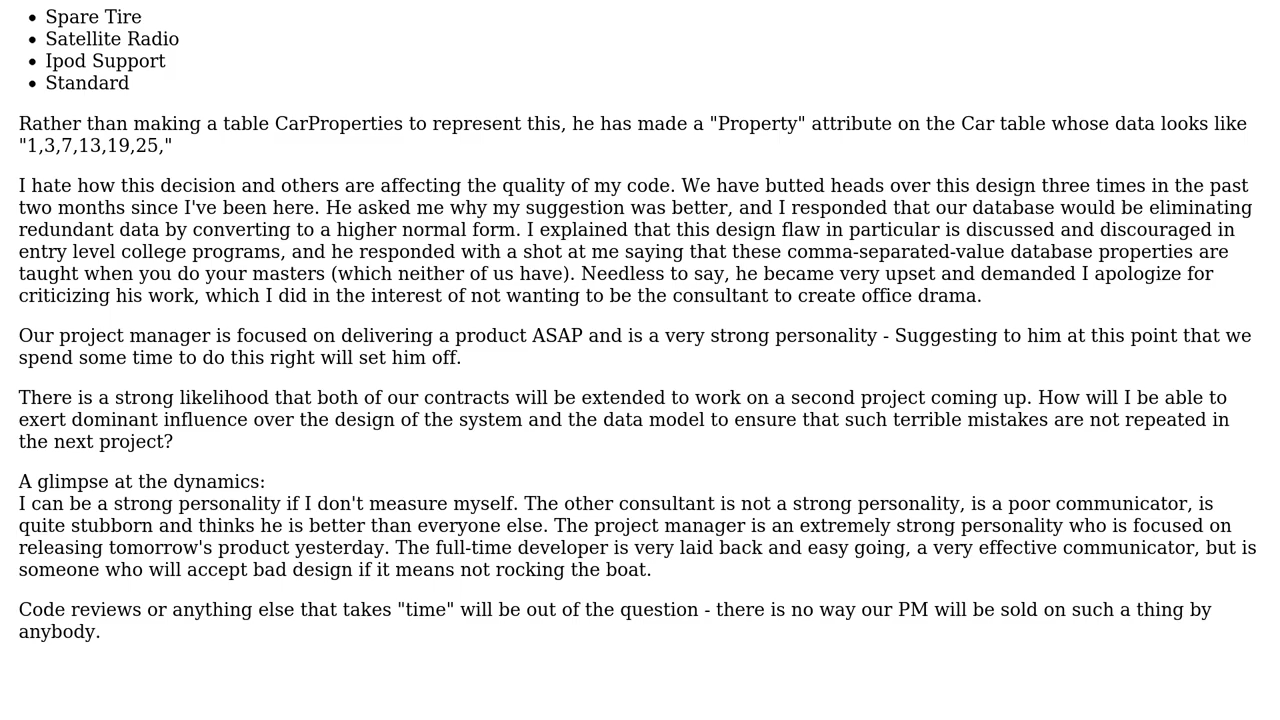 Spare Tire
Satellite Radio
Ipod Support
Standard
Rather than making a table CarProperties to represent this, he has made a "Property" attribute on the Car table whose data looks like
"1,3,7,13,19,25,"
I hate how this decision and others are affecting the quality of my code. We have butted heads over this design three times in the past
two months since I've been here. He asked me why my suggestion was better, and I responded that our database would be eliminating
redundant data by converting to a higher normal form. I explained that this design flaw in particular is discussed and discouraged in
entry level college programs, and he responded with a shot at me saying that these comma-separated-value database properties are
taught when you do your masters (which neither of us have). Needless to say, he became very upset and demanded I apologize for
criticizing his work, which I did in the interest of not wanting to be the consultant to create office drama.
Our project manager is focused on delivering a product ASAP and is a very strong personality - Suggesting to him at this point that we
spend some time to do this right will set him off.
There is a strong likelihood that both of our contracts will be extended to work on a second project coming up. How will I be able to
exert dominant influence over the design of the system and the data model to ensure that such terrible mistakes are not repeated in
the next project?
A glimpse at the dynamics:
I can be a strong personality if I don't measure myself. The other consultant is not a strong personality, is a poor communicator, is
quite stubborn and thinks he is better than everyone else. The project manager is an extremely strong personality who is focused on
releasing tomorrow's product yesterday. The full-time developer is very laid back and easy going, a very effective communicator, but is
someone who will accept bad design if it means not rocking the boat.
Code reviews or anything else that takes "time" will be out of the question - there is no way our PM will be sold on such a thing by
anybody.